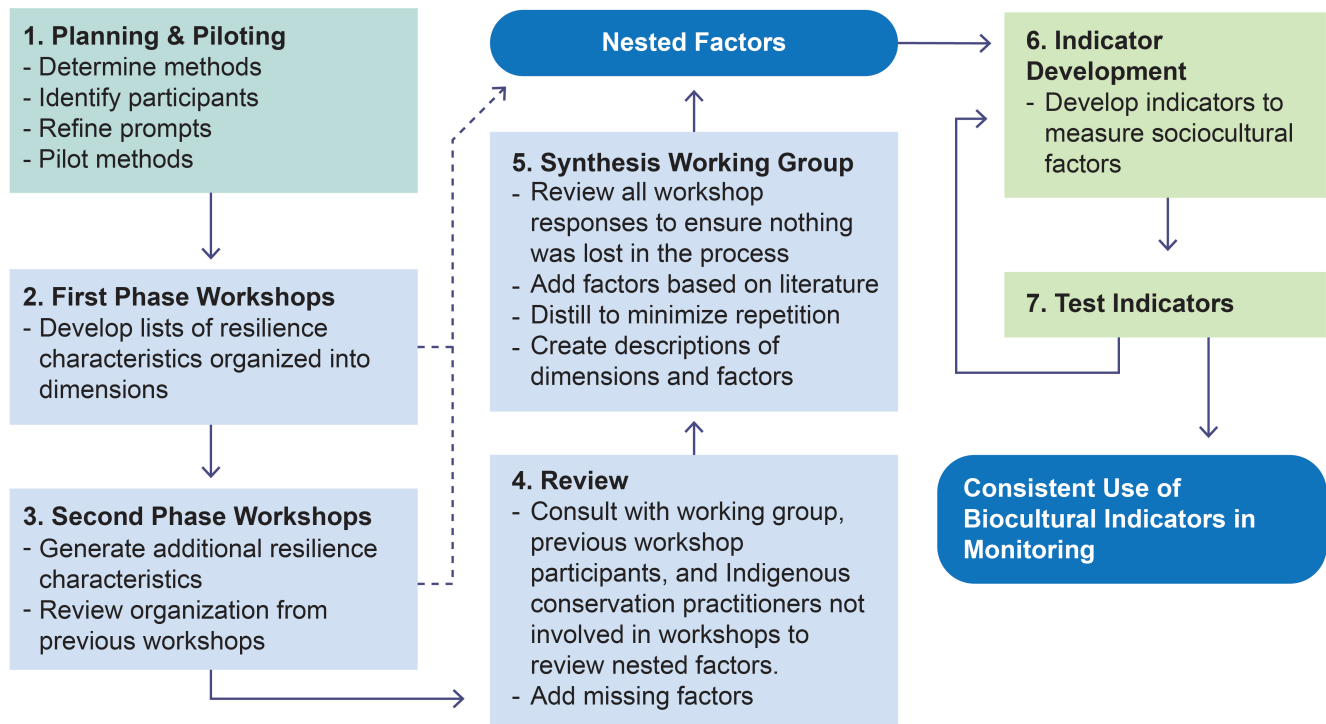 1. Planning & Piloting
- Determine methods
- Identify participants
- Refine prompts
- Pilot methods
2. First Phase Workshops
- Develop lists of resilience
characteristics organized into
dimensions
3. Second Phase Workshops
- Generate additional resilience
characteristics
- Review organization from
previous workshops
Nested Factors
5. Synthesis Working Group
- Review all workshop
responses to ensure nothing
was lost in the process
- Add factors based on literature
- Distill to minimize repetition
- Create descriptions of
dimensions and factors
4. Review
- Consult with working group,
previous workshop
participants, and Indigenous
conservation practitioners not
involved in workshops to
review nested factors.
- Add missing factors
6. Indicator
Development
- Develop indicators to
measure sociocultural
factors
7. Test Indicators
Consistent Use of
Biocultural Indicators in
Monitoring